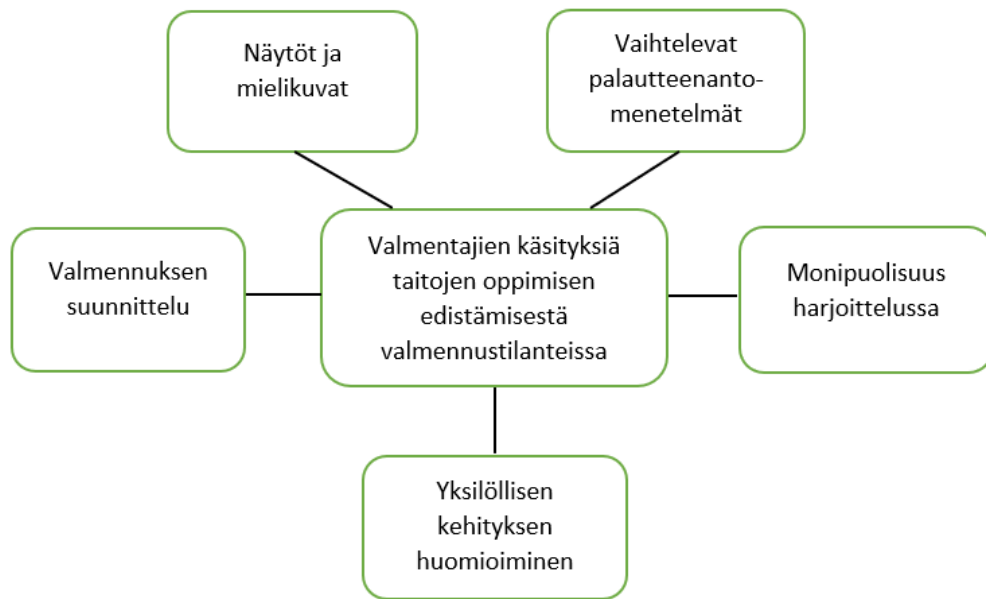 Näytöt ja
mielikuvat
Vaihtelevat
palautteenanto-
menetelmät
Valmennuksen
suunnittelu
Valmentajien käsityksiä
taitojen oppimisen
edistämisestä
valmennustilanteissa
Monipuolisuus
harjoittelussa
Yksilöllisen
kehityksen
huomioiminen